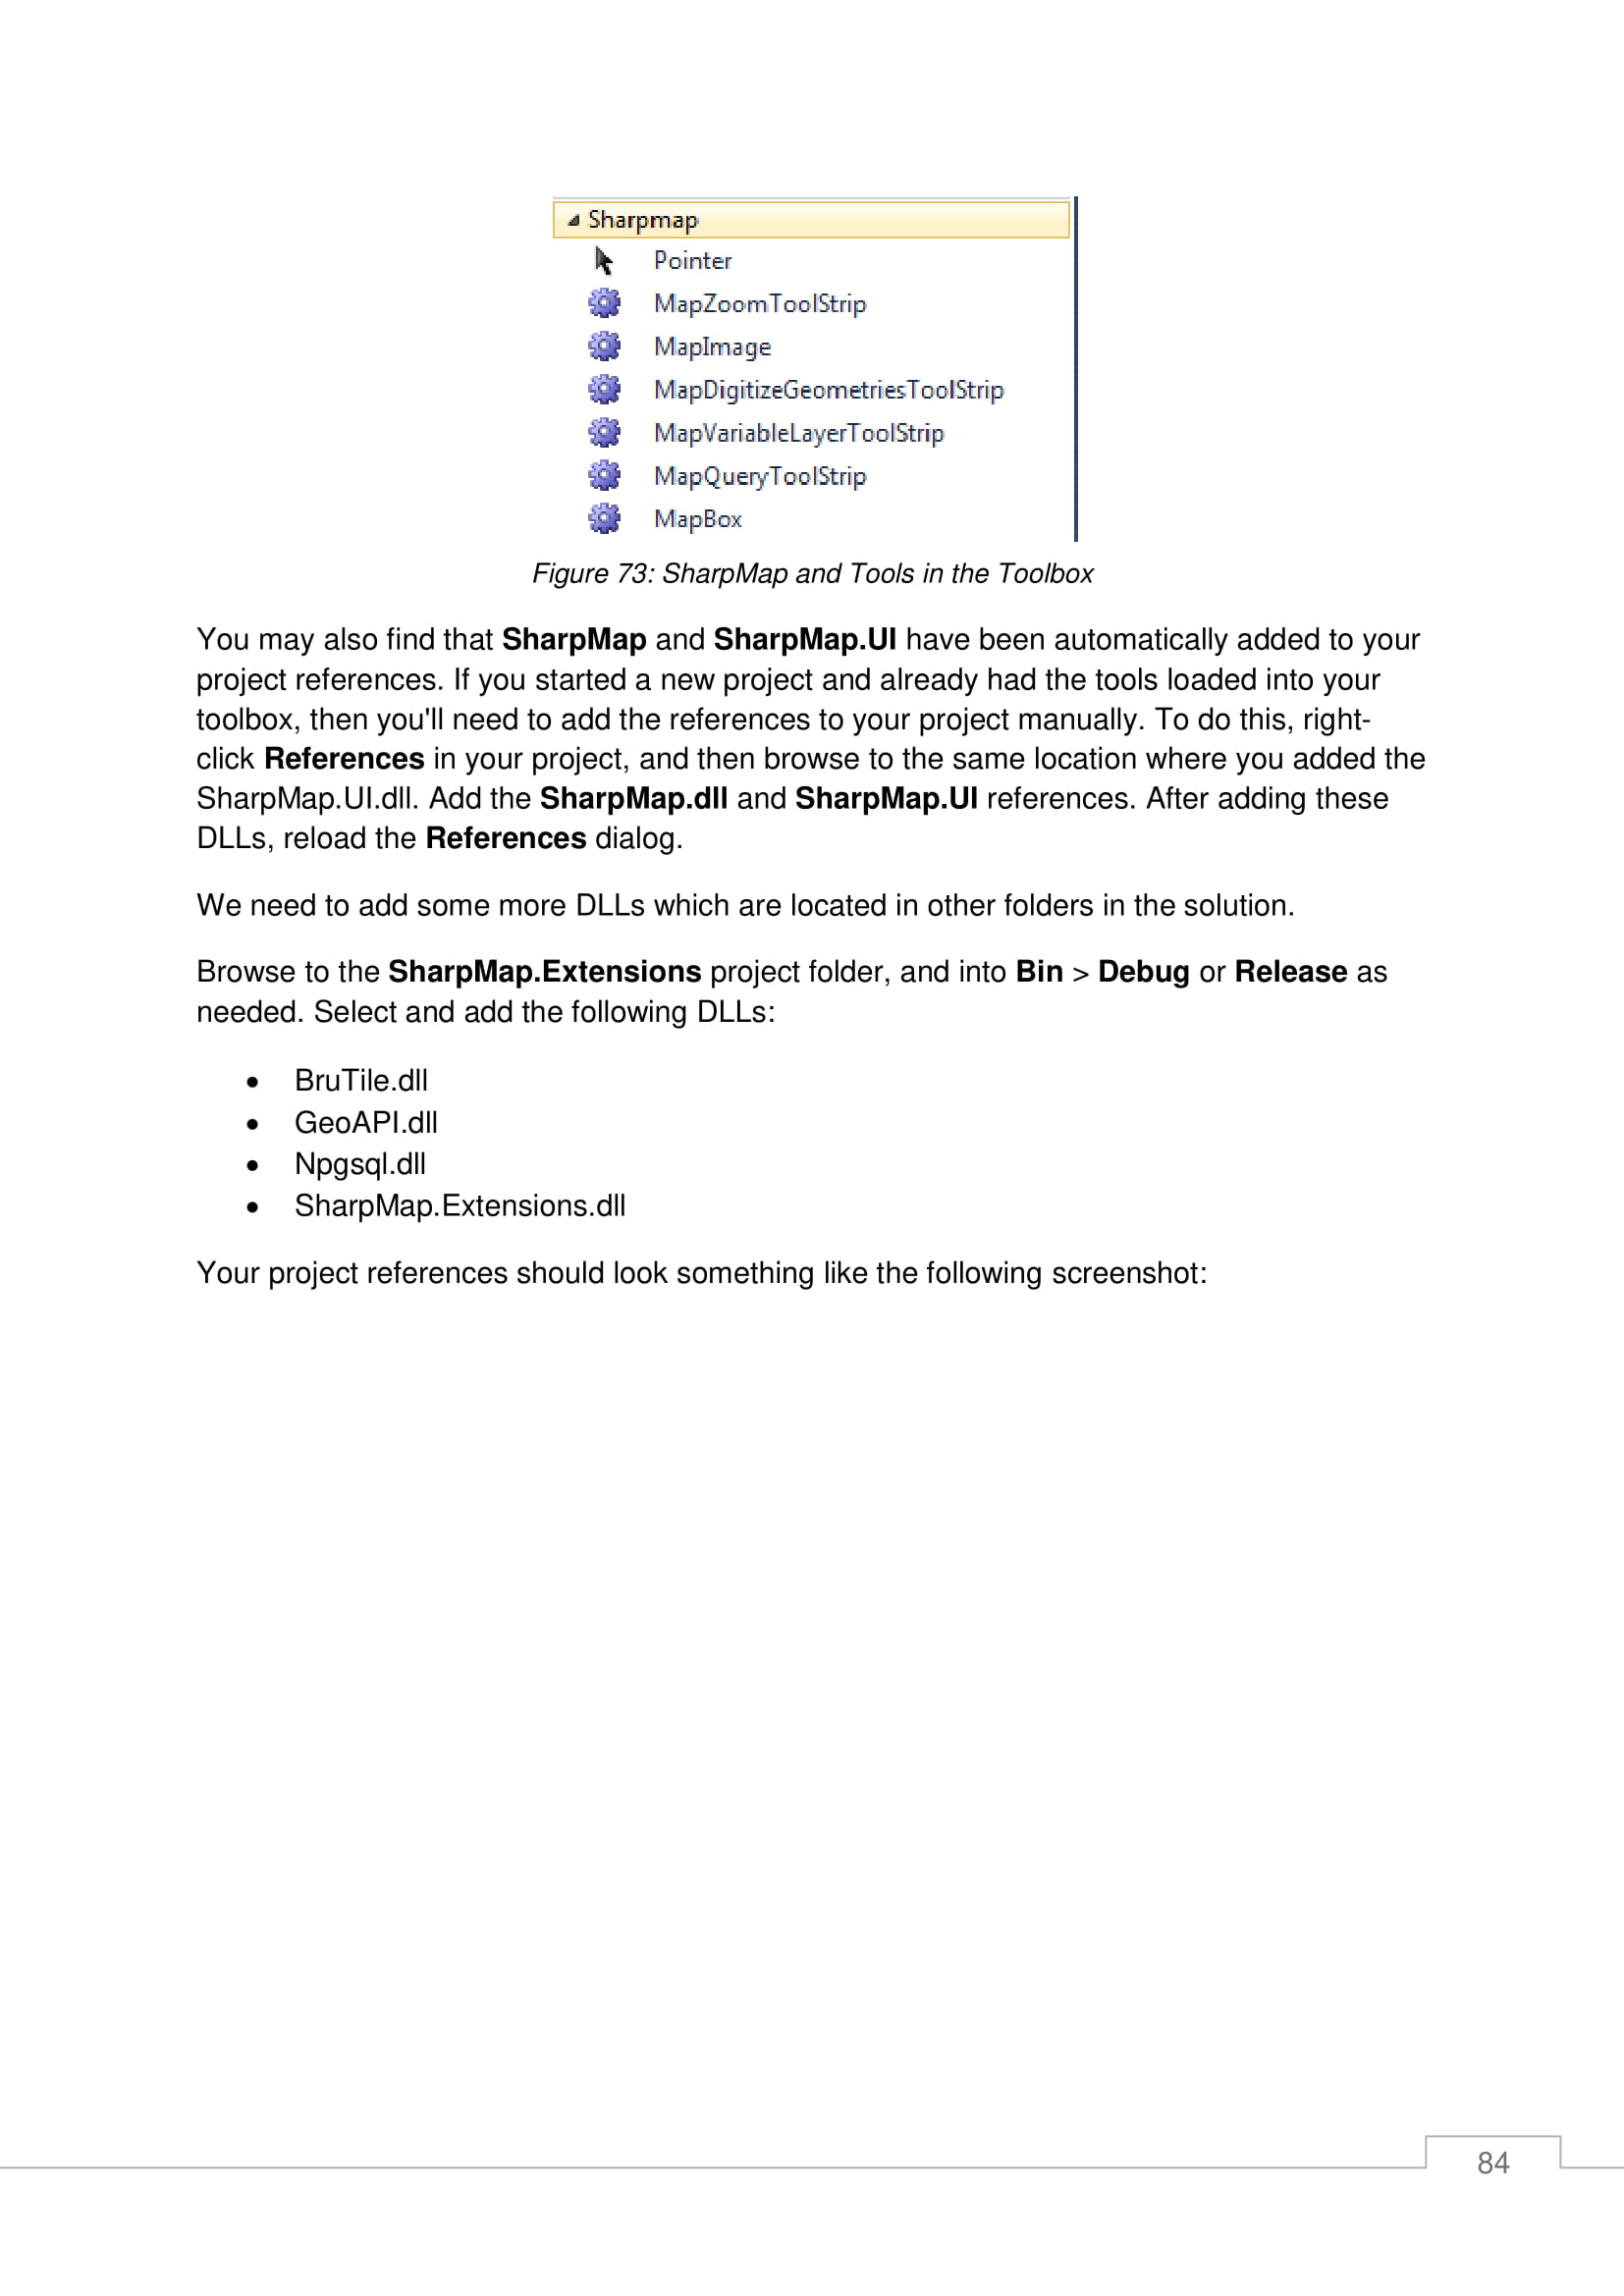 Sharpmap
Pointer
MapZoomToolStrip
MapImage
MapDigitizeGeometriesToolStrip
MapVariableLayerToolStrip
MapQueryToolStrip
MapBox
Figure 73: SharpMap and Tools in the Toolbox
You may also find that SharpMap and SharpMap.UI have been automatically added to your
project references. If you started a new project and already had the tools loaded into your
toolbox, then you'll need to add the references to your project manually. To do this, right-
click References in your project, and then browse to the same location where you added the
SharpMap.UI.dll. Add the SharpMap.dll and SharpMap.UI references. After adding these
DLLs, reload the References dialog.
We need to add some more DLLs which are located in other folders in the solution.
Browse to the SharpMap.Extensions project folder, and into Bin > Debug or Release as
needed. Select and add the following DLLs:
• BruTile.dll
• GeoAPI.dll
• Npgsql.dll
• SharpMap.Extensions.dll
Your project references should look something like the following screenshot:
84